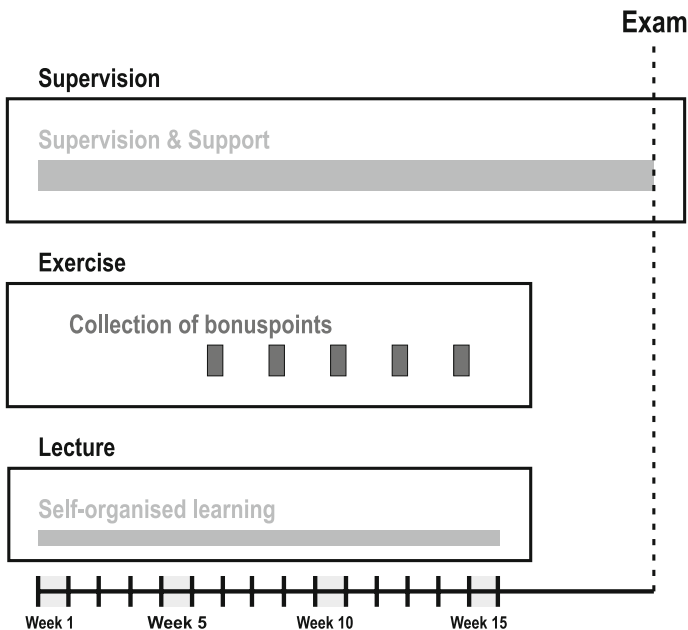 Exam
Supervision
Supervision & Support
Exercise
Collection of bonuspoints
Lecture
Self-organised learning
Week 1 Week 5 Week 10 Week 15